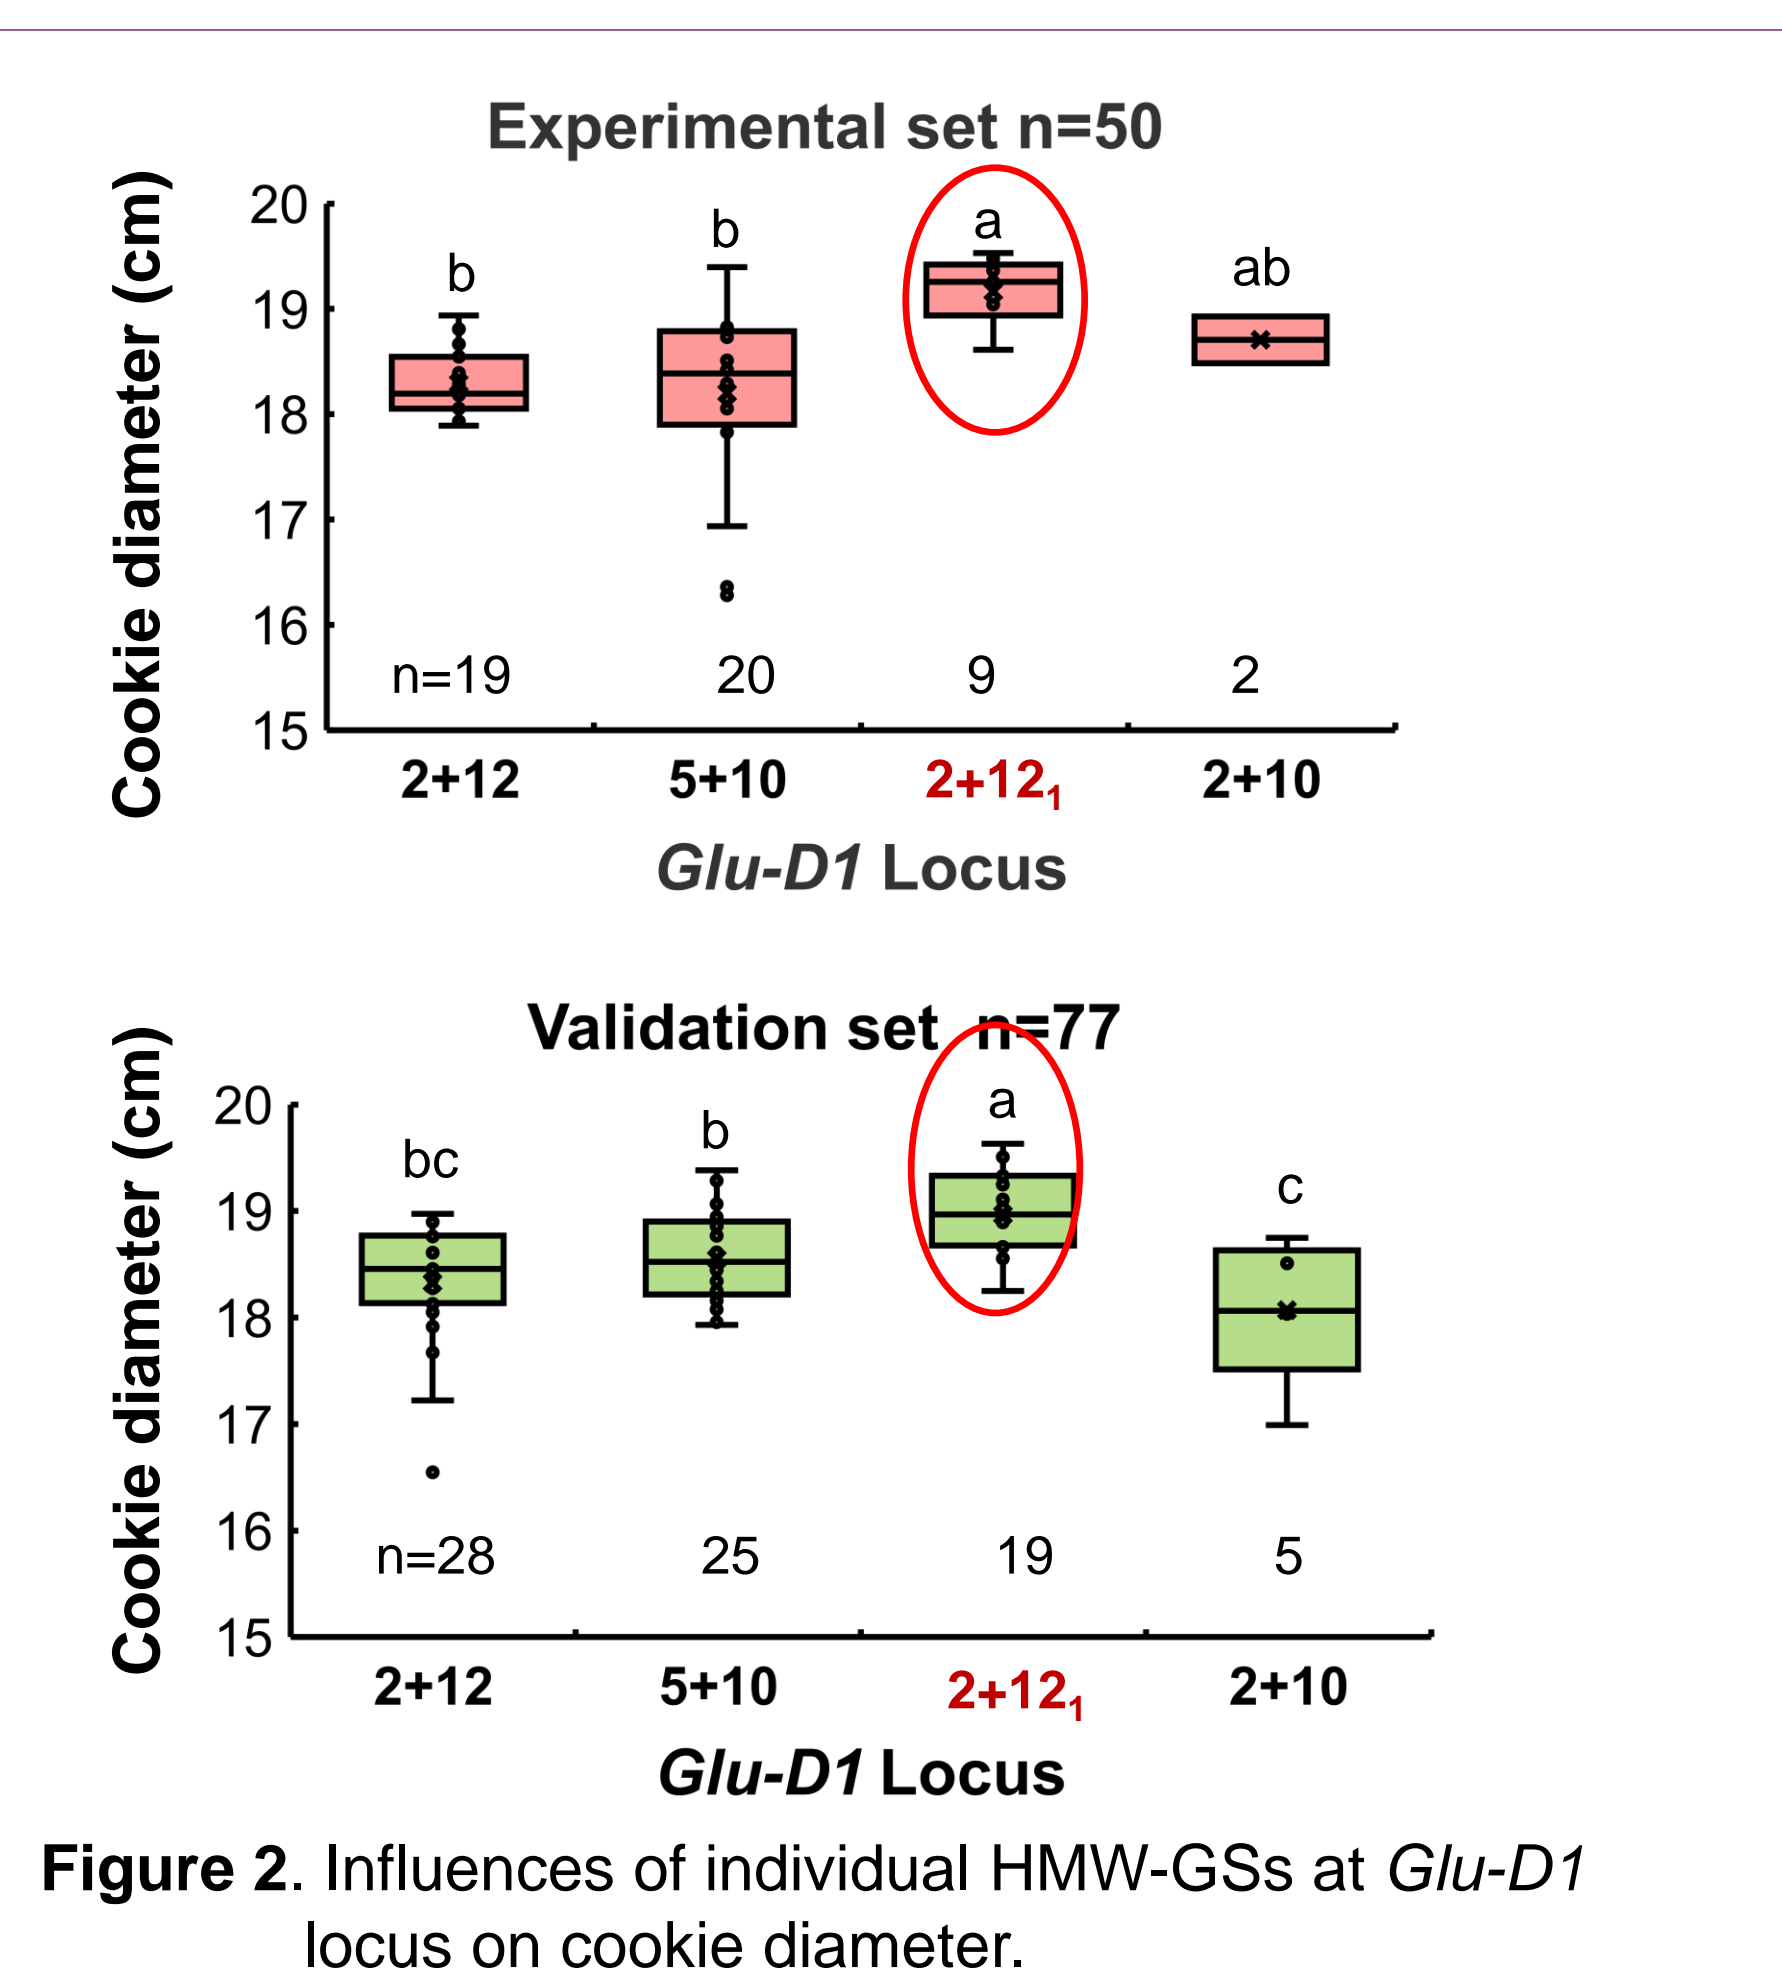 Experimental set n=50
Cookie diameter (cm)
20
19
18
17
16
15
b
b
a
ab
n=19 20 9 2
2+12 5+10 2+12₁ 2+10
Glu-D1 Locus
Validation set n=77
Cookie diameter (cm)
20
19
18
17
16
15
bc
b
a
c
n=28 25 19 5
2+12 5+10 2+12₁ 2+10
Glu-D1 Locus
Figure 2. Influences of individual HMW-GSs at Glu-D1
locus on cookie diameter.